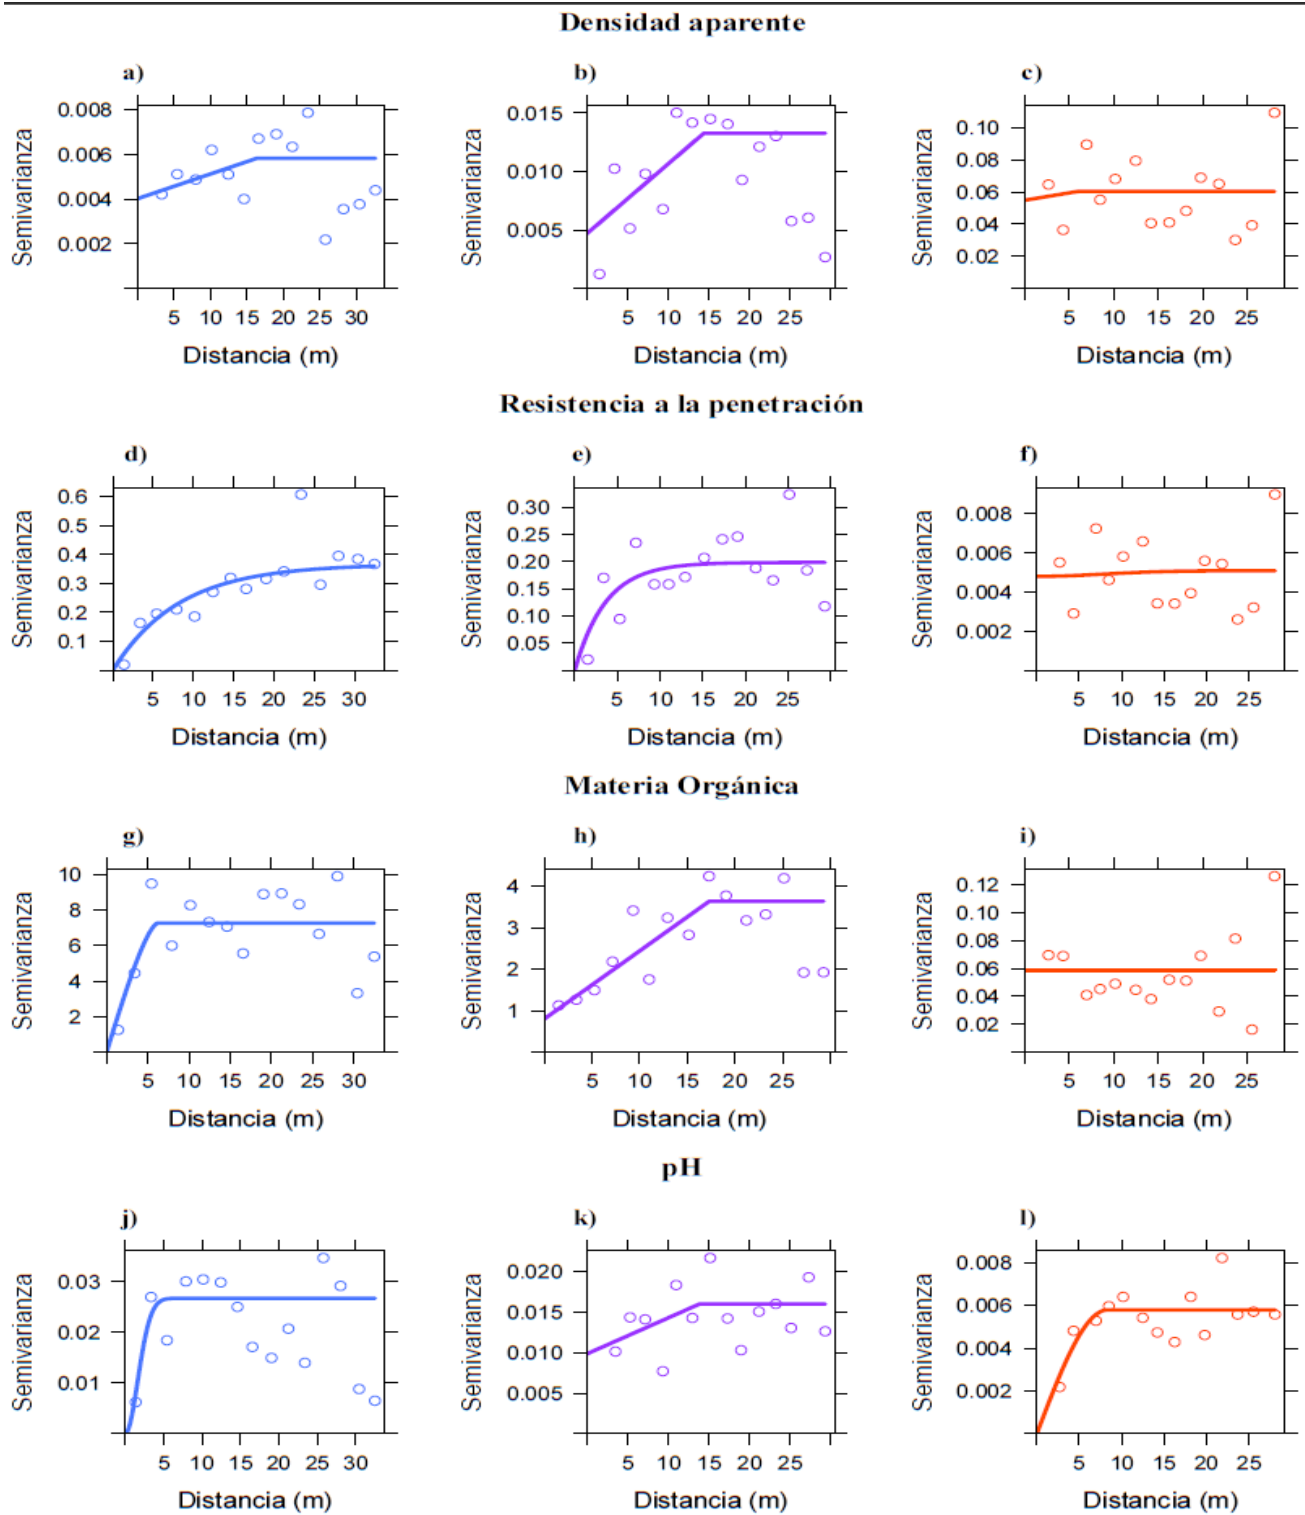 Densidad aparente
a)
b)
c)
Semivarianza
0.008
0.006
0.004
0.002
5 10 15 20 25 30
Distancia (m)
Semivarianza
0.015
0.010
0.005
5 10 15 20 25
Distancia (m)
Semivarianza
0.10
0.08
0.06
0.04
0.02
5 10 15 20 25
Distancia (m)
Resistencia a la penetración
d)
e)
f)
Semivarianza
0.6
0.5
0.4
0.3
0.2
0.1
5 10 15 20 25 30
Distancia (m)
Semivarianza
0.30
0.25
0.20
0.15
0.10
0.05
5 10 15 20 25
Distancia (m)
Semivarianza
0.008
0.006
0.004
0.002
5 10 15 20 25
Distancia (m)
Materia Orgánica
g)
h)
i)
Semivarianza
10
8
6
4
2
5 10 15 20 25 30
Distancia (m)
Semivarianza
4
3
2
1
5 10 15 20 25
Distancia (m)
Semivarianza
0.12
0.10
0.08
0.06
0.04
0.02
5 10 15 20 25
Distancia (m)
pH
j)
k)
l)
Semivarianza
0.03
0.02
0.01
5 10 15 20 25 30
Distancia (m)
Semivarianza
0.020
0.015
0.010
0.005
5 10 15 20 25
Distancia (m)
Semivarianza
0.008
0.006
0.004
0.002
5 10 15 20 25
Distancia (m)